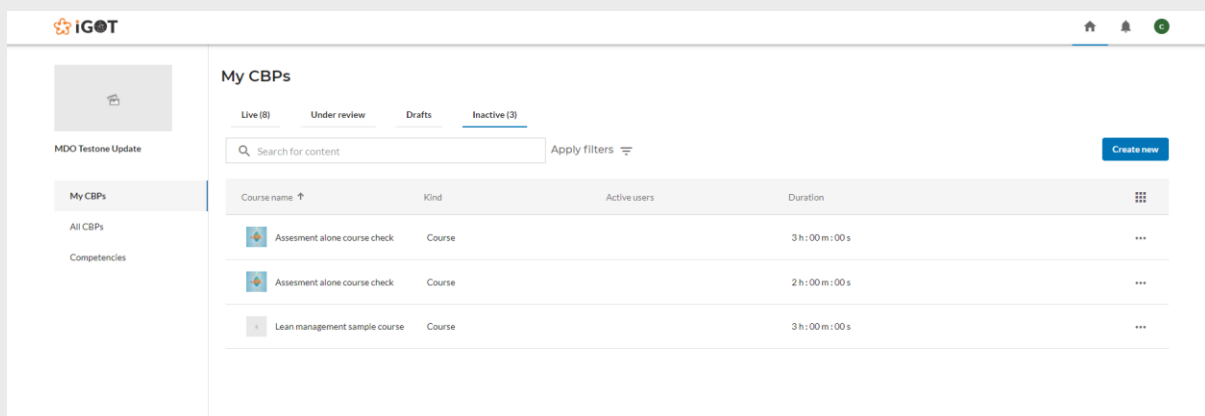 iGOT
C
My CBPs
Live (8) Under review Drafts Inactive (3)
MDO Testone Update
Search for content Apply filters Create new
My CBPs
All CBPs
Competencies
Course name Kind Active users Duration
Assesment alone course check Course 3 h : 00 m : 00 s
Assesment alone course check Course 2 h : 00 m : 00 s
Lean management sample course Course 3 h : 00 m : 00 s